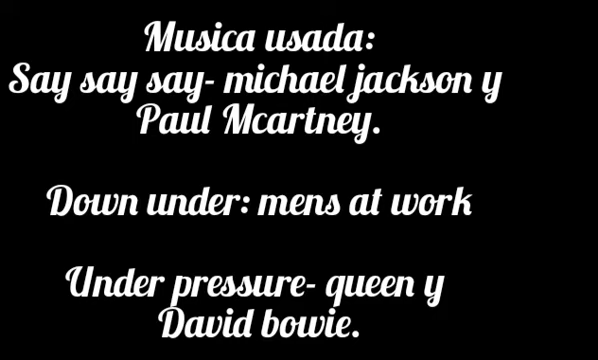 Musica usada:
Say say say- michael jackson y
Paul Mcartney.
Down under: mens at work
Under pressure- queen y
David bowie.